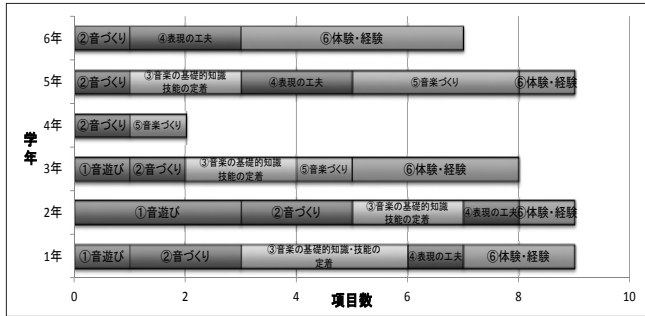 6年
②音づくり ④表現の工夫 ⑥体験・経験
5年
②音づくり ③音楽の基礎的知識
技能の定着 ④表現の工夫 ⑤音楽づくり ⑥体験・経験
4年
②音づくり ⑤音楽づくり
学年
3年
①音遊び ②音づくり ③音楽の基礎的知識
技能の定着 ⑤音楽づくり ⑥体験・経験
2年
①音遊び ②音づくり ③音楽の基礎的知識
技能の定着 ④表現の工夫 ⑥体験・経験
1年
①音遊び ②音づくり ③音楽の基礎的知識・技能の
定着 ④表現の工夫 ⑥体験・経験
0 2 4 6 8 10
項目数